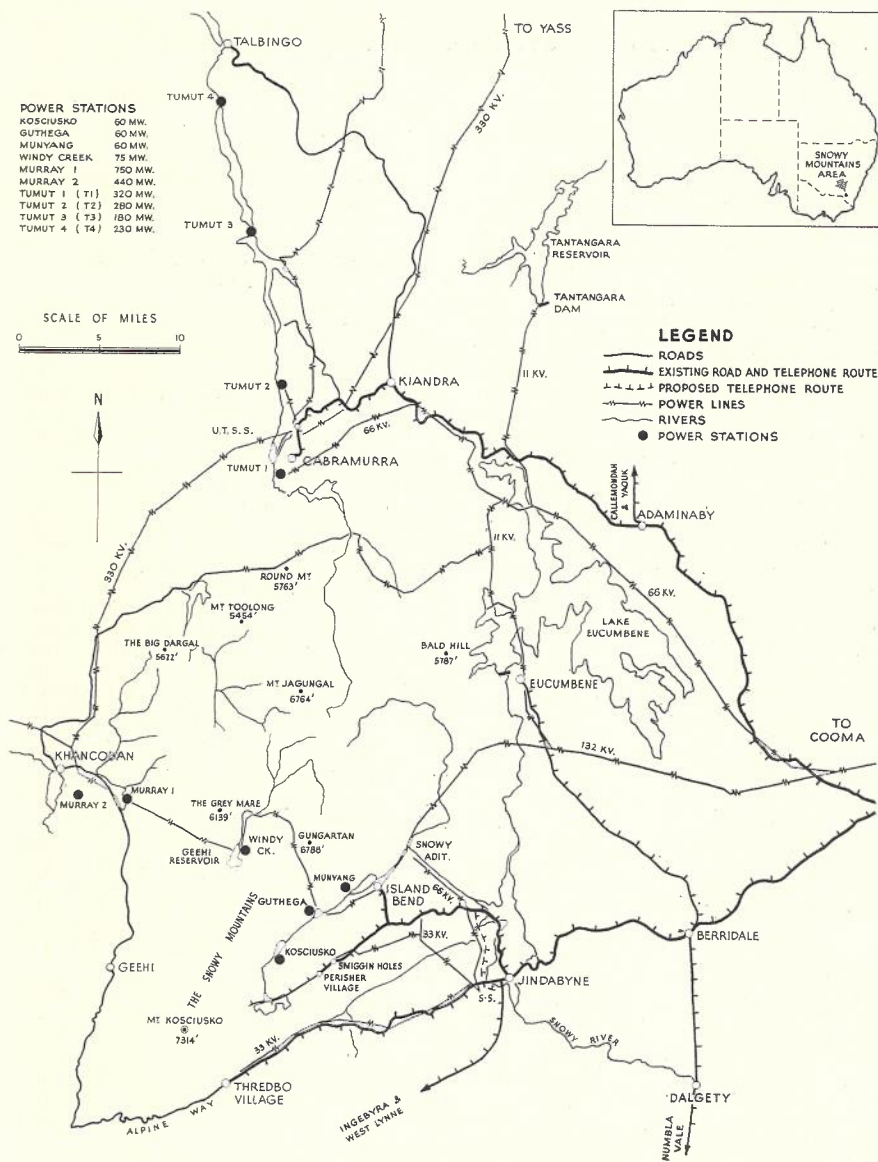 TALBINGO
TO YASS
TUMUT 4
330 KV.
POWER STATIONS
KOSCIUSKO 60 MW.
GUTHEGA 60 MW.
MUNYANG 60 MW.
WINDY CREEK 75 MW.
MURRAY 1 750 MW.
MURRAY 2 440 MW.
TUMUT 1 (T1) 320 MW.
TUMUT 2 (T2) 280 MW.
TUMUT 3 (T3) 180 MW.
TUMUT 4 (T4) 230 MW.
SNOWY
MOUNTAINS
AREA
TUMUT 3
TANTANGARA
RESERVOIR
TANTANGARA
DAM
SCALE OF MILES
0 5 10
LEGEND
ROADS
EXISTING ROAD AND TELEPHONE ROUTE
PROPOSED TELEPHONE ROUTE
POWER LINES
RIVERS
POWER STATIONS
N
TUMUT 2
KIANDRA
11 KV.
U.T.S.S.
66 KV.
TUMUT 1
CABRAMURRA
CALLEMONDAH
& YAOUK
ADAMINABY
330 KV.
11 KV.
66 KV.
ROUND MT.
5763'
MT TOOLONG
5454'
THE BIG DARGAL
5622'
BALD HILL
5787'
LAKE
EUCUMBENE
MT. JAGUNGAL
6764'
EUCUMBENE
TO
COOMA
132 KV.
KHANCOBAN
MURRAY 2
MURRAY 1
THE GREY MARE
6139'
GEEHI
RESERVOIR
WINDY
CK.
GUNGARTAN
6788'
SNOWY
ADIT.
MUNYANG
ISLAND
BEND
66 KV.
GUTHEGA
THE SNOWY MOUNTAINS
KOSCIUSKO
33 KV.
BERRIDALE
GEEHI
SMIGGIN HOLES
PERISHER
VILLAGE
JINDABYNE
S.S.
MT. KOSCIUSKO
7314'
SNOWY
RIVER
33 KV.
THREDBO
VILLAGE
ALPINE WAY
INGEBYRA &
WEST LYNNE
DALGETY
NUMBLA
VALE